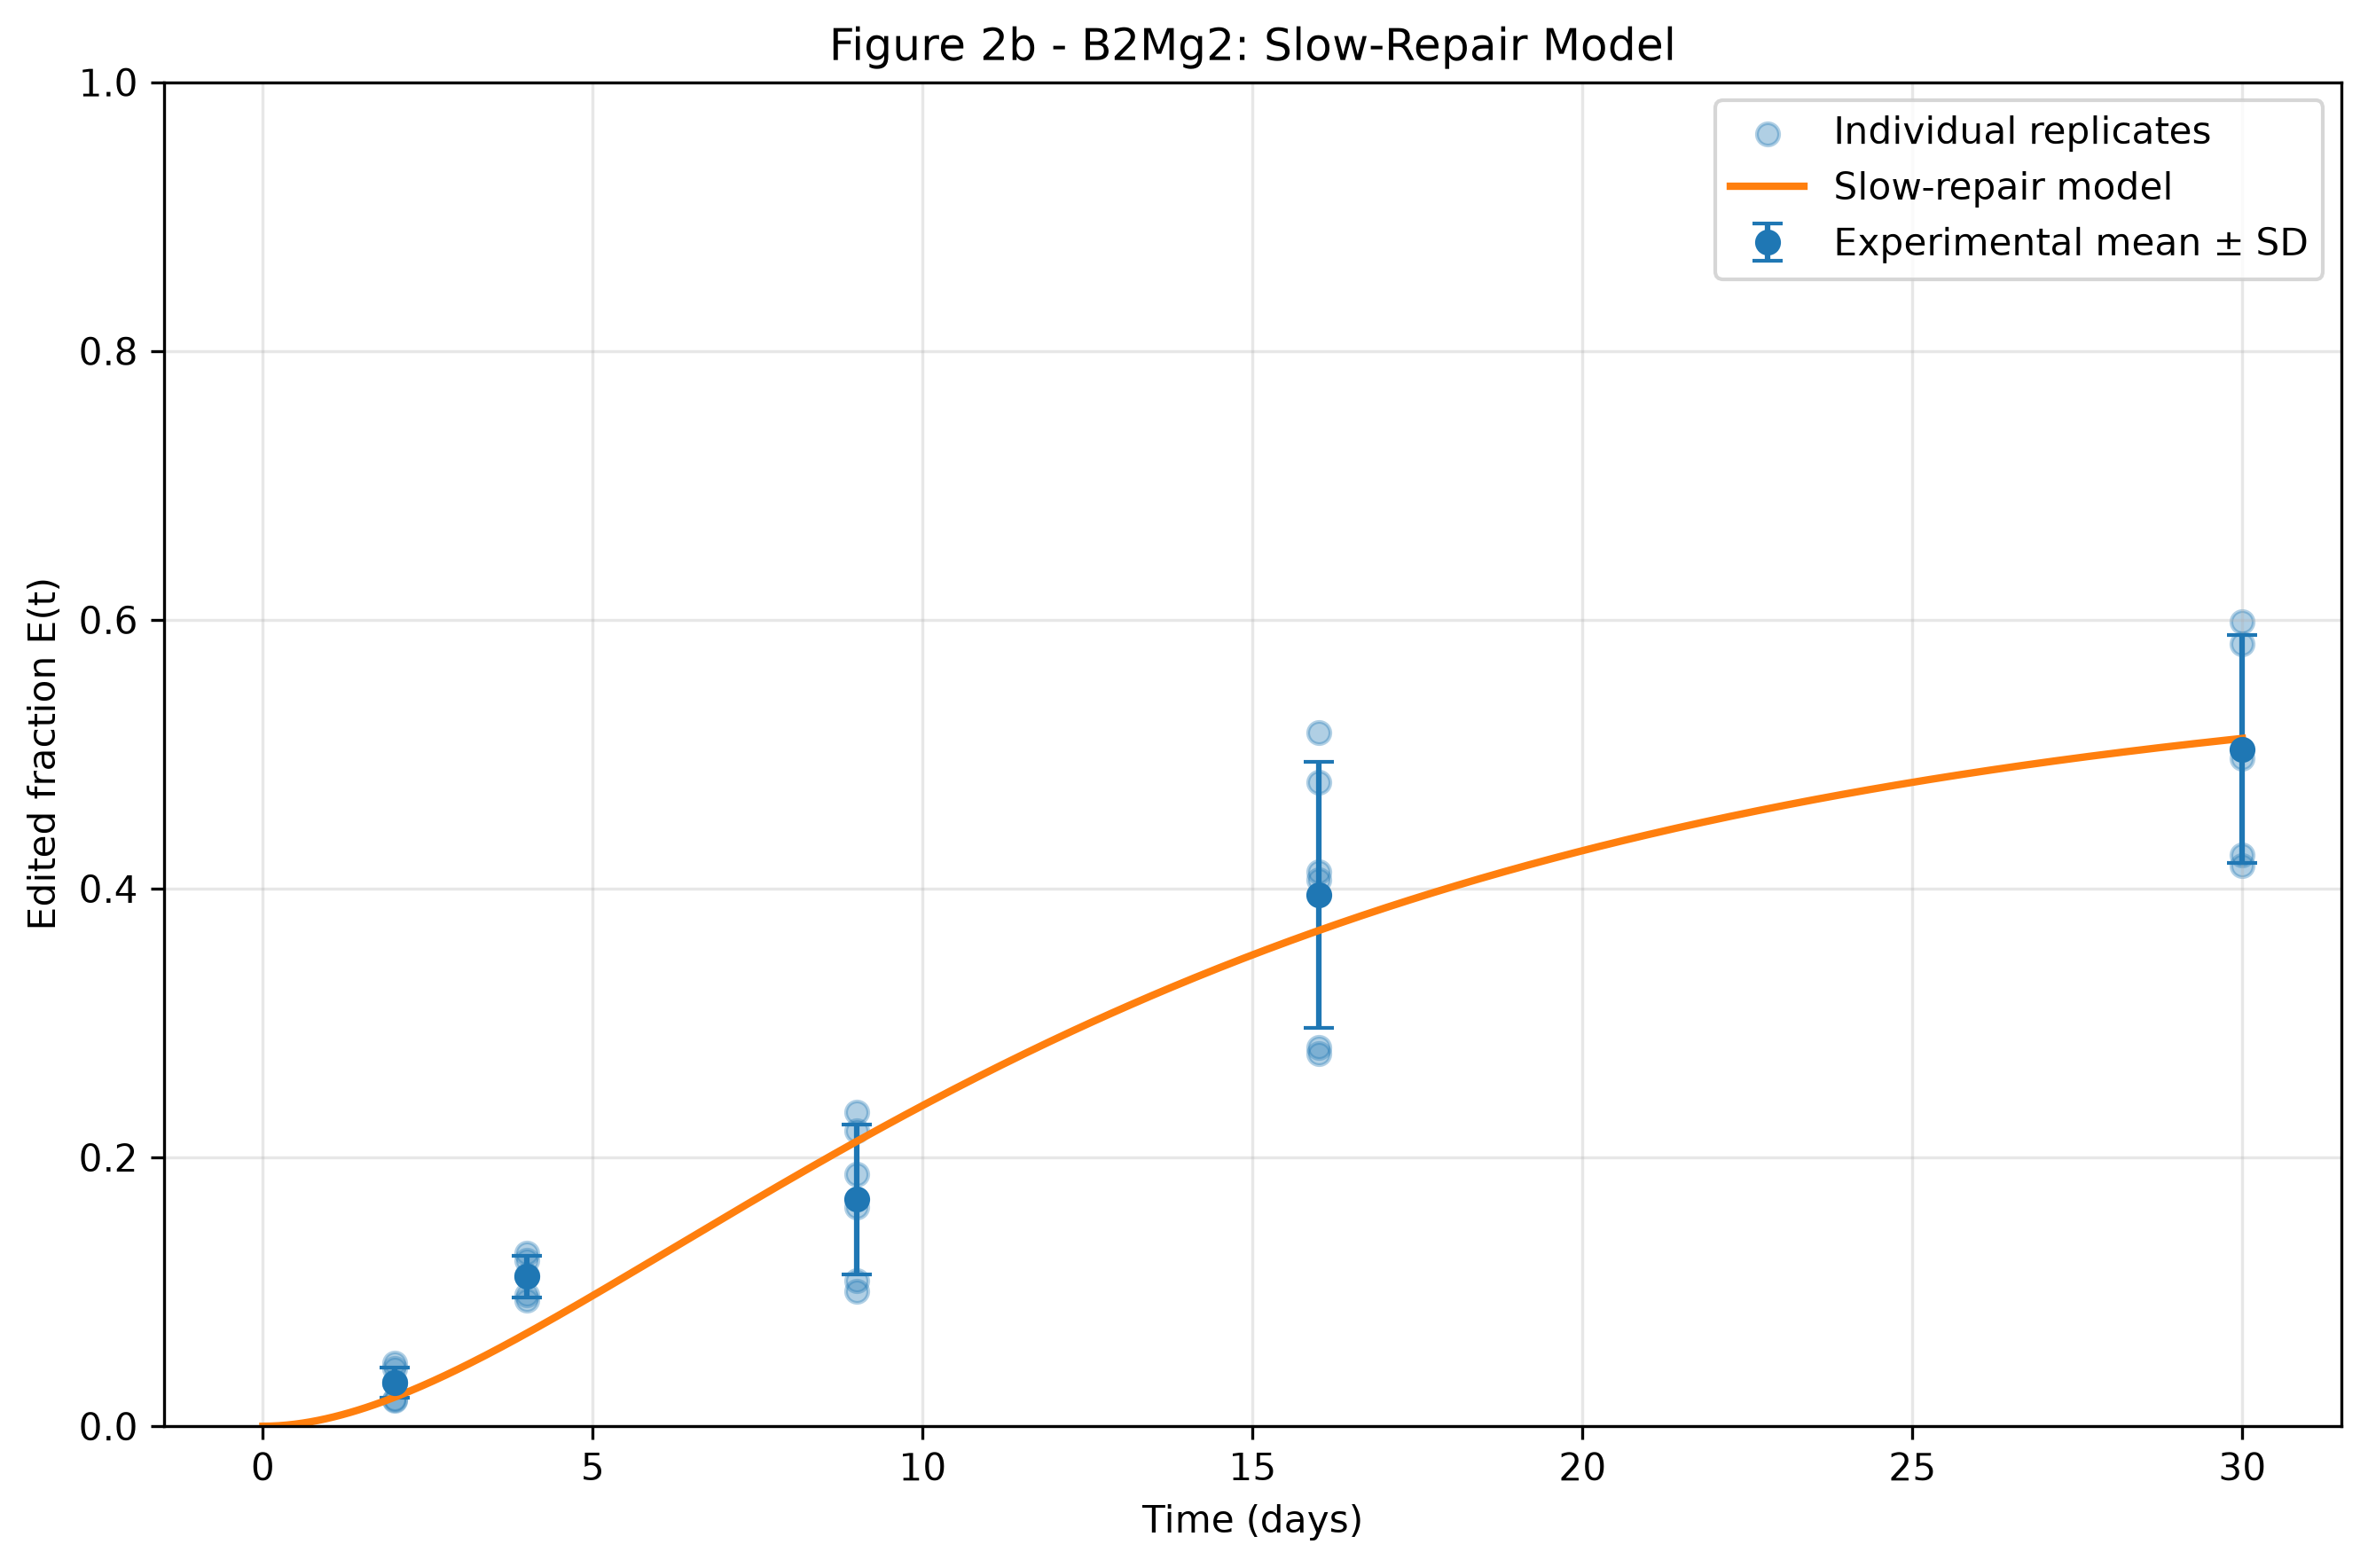 Figure 2b - B2Mg2: Slow-Repair Model
Individual replicates
Slow-repair model
Experimental mean ± SD
Edited fraction E(t)
1.0
0.8
0.6
0.4
0.2
0.0
0 5 10 15 20 25 30
Time (days)